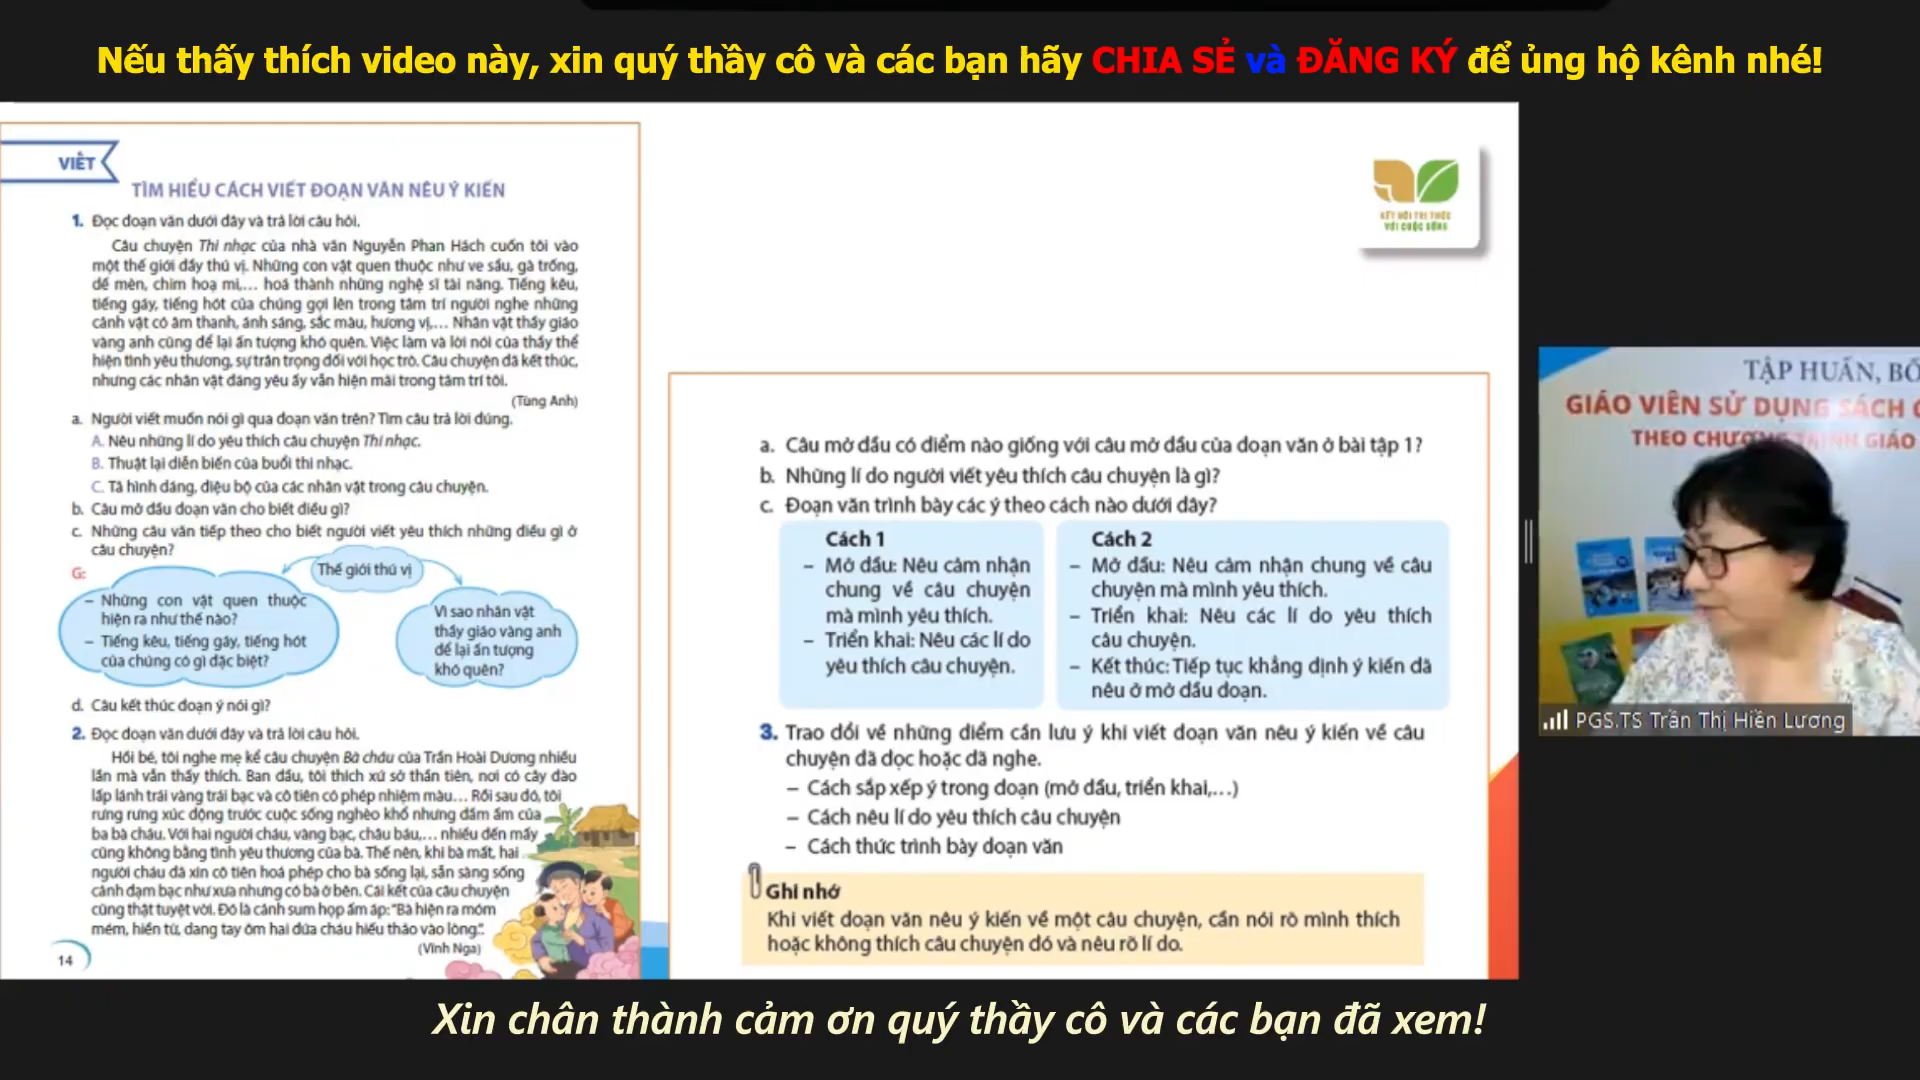 Nếu thấy thích video này, xin quý thầy cô và các bạn hãy CHIA SẺ và ĐĂNG KÝ để ủng hộ kênh nhé!
VIẾT
TÌM HIỂU CÁCH VIẾT ĐOẠN VĂN NÊU Ý KIẾN
1. Đọc đoạn văn dưới đây và trả lời câu hỏi.
Câu chuyện Thi nhạc của nhà văn Nguyễn Phan Hách cuốn tôi vào
một thế giới đầy thú vị. Những con vật quen thuộc như ve sầu, gà trống,
dế mèn, chim hoạ mi,... hoá thành những nghệ sĩ tài năng. Tiếng kêu,
tiếng gáy, tiếng hót của chúng gợi lên trong tâm trí người nghe những
cảnh vật có âm thanh, ánh sáng, sắc màu, hương vị,... Nhân vật thầy giáo
vàng anh cũng để lại ấn tượng khó quên. Việc làm và lời nói của thầy thể
hiện tình yêu thương, sự trân trọng đối với học trò. Câu chuyện đã kết thúc,
nhưng các nhân vật đáng yêu ấy vẫn hiện mãi trong tâm trí tôi.
(Tùng Anh)
a. Người viết muốn nói gì qua đoạn văn trên? Tìm câu trả lời đúng.
A. Nêu những lí do yêu thích câu chuyện Thi nhạc.
B. Thuật lại diễn biến của buổi thi nhạc.
C. Tả hình dáng, điệu bộ của các nhân vật trong câu chuyện.
b. Câu mở đầu đoạn văn cho biết điều gì?
c. Những câu văn tiếp theo cho biết người viết yêu thích những điều gì ở
câu chuyện?
G:
Thế giới thú vị
– Những con vật quen thuộc
hiện ra như thế nào?
– Tiếng kêu, tiếng gáy, tiếng hót
của chúng có gì đặc biệt?
Vì sao nhân vật
thầy giáo vàng anh
để lại ấn tượng
khó quên?
d. Câu kết thúc đoạn ý nói gì?
2. Đọc đoạn văn dưới đây và trả lời câu hỏi.
Hồi bé, tôi nghe mẹ kể câu chuyện Bà cháu của Trần Hoài Dương nhiều
lần mà vẫn thấy thích. Ban đầu, tôi thích xứ sở thần tiên, nơi có cây đào
lấp lánh trái vàng trái bạc và cô tiên có phép nhiệm màu... Rồi sau đó, tôi
rưng rưng xúc động trước cuộc sống nghèo khổ nhưng đầm ấm của
ba bà cháu. Với hai người cháu, vàng bạc, châu báu,... nhiều đến mấy
cũng không bằng tình yêu thương của bà. Thế nên, khi bà mất, hai
người cháu đã xin cô tiên hoá phép cho bà sống lại, sẵn sàng sống
cảnh đạm bạc như xưa nhưng có bà ở bên. Cái kết của câu chuyện
cũng thật tuyệt vời. Đó là cảnh sum họp ấm áp: "Bà hiện ra móm
mém, hiền từ, dang tay ôm hai đứa cháu hiếu thảo vào lòng.".
(Vĩnh Nga)
14
KẾT NỐI TRI THỨC
VỚI CUỘC SỐNG
a. Câu mở đầu có điểm nào giống với câu mở đầu của đoạn văn ở bài tập 1?
b. Những lí do người viết yêu thích câu chuyện là gì?
c. Đoạn văn trình bày các ý theo cách nào dưới đây?
Cách 1
– Mở đầu: Nêu cảm nhận
chung về câu chuyện
mà mình yêu thích.
– Triển khai: Nêu các lí do
yêu thích câu chuyện.
Cách 2
– Mở đầu: Nêu cảm nhận chung về câu
chuyện mà mình yêu thích.
– Triển khai: Nêu các lí do yêu thích
câu chuyện.
– Kết thúc: Tiếp tục khẳng định ý kiến đã
nêu ở mở đầu đoạn.
3. Trao đổi về những điểm cần lưu ý khi viết đoạn văn nêu ý kiến về câu
chuyện đã đọc hoặc đã nghe.
– Cách sắp xếp ý trong đoạn (mở đầu, triển khai,...)
– Cách nêu lí do yêu thích câu chuyện
– Cách thức trình bày đoạn văn
Ghi nhớ
Khi viết đoạn văn nêu ý kiến về một câu chuyện, cần nói rõ mình thích
hoặc không thích câu chuyện đó và nêu rõ lí do.
TẬP HUẤN, BỒ
GIÁO VIÊN SỬ DỤNG SÁCH
THEO CHƯƠNG TRÌNH GIÁO
PGS.TS Trần Thị Hiền Lương
Xin chân thành cảm ơn quý thầy cô và các bạn đã xem!